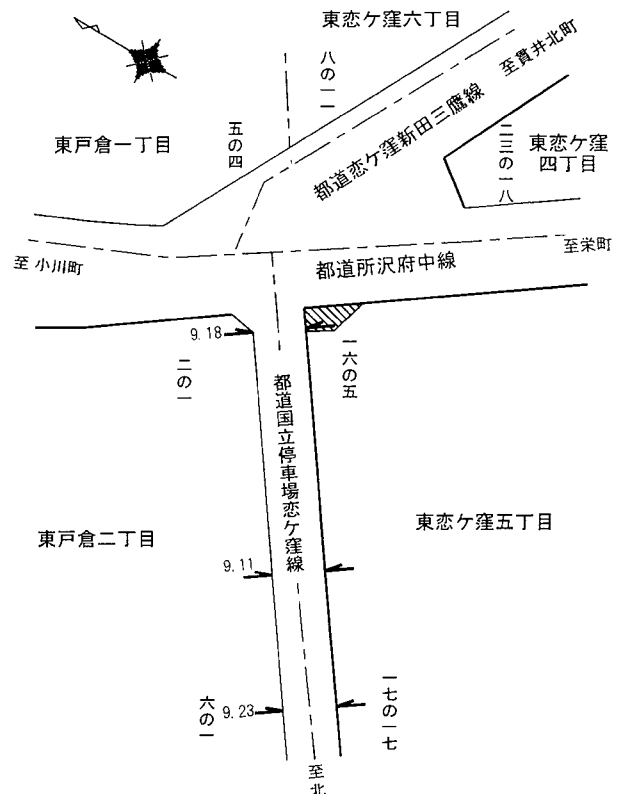 東恋ケ窪六丁目
八の一一
至貫井北町
都道恋ケ窪新田三鷹線
五の四
東戸倉一丁目
二三の一八
東恋ケ窪
四丁目
至小川町
都道所沢府中線
至栄町
9.18
一六の五
二の一
都道国立停車場恋ケ窪線
東戸倉二丁目
東恋ケ窪五丁目
9.11
六の一
9.23
一七の一七
至北